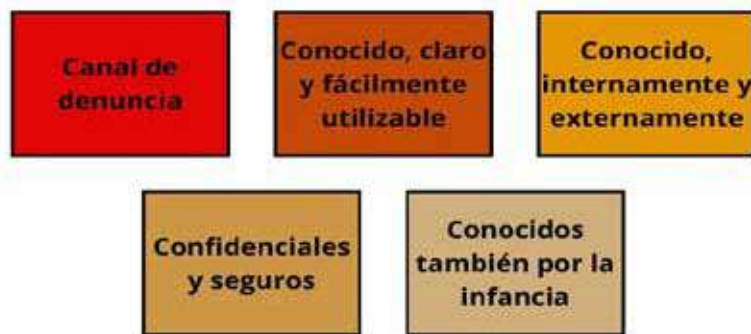 Canal de
denuncia
Conocido, claro
y fácilmente
utilizable
Conocido,
internamente y
externamente
Confidenciales
y seguros
Conocidos
también por la
infancia